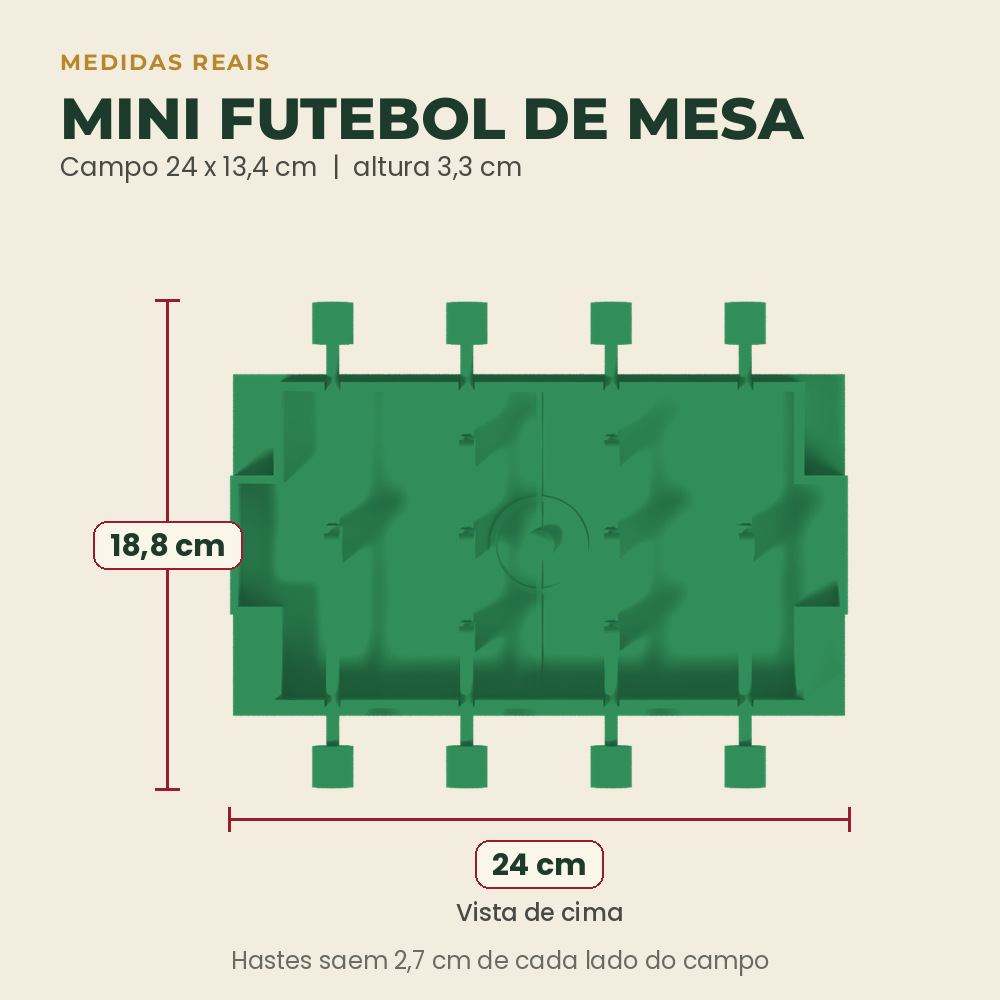 MEDIDAS REAIS
MINI FUTEBOL DE MESA
Campo 24 x 13,4 cm | altura 3,3 cm
18,8 cm
24 cm
Vista de cima
Hastes saem 2,7 cm de cada lado do campo